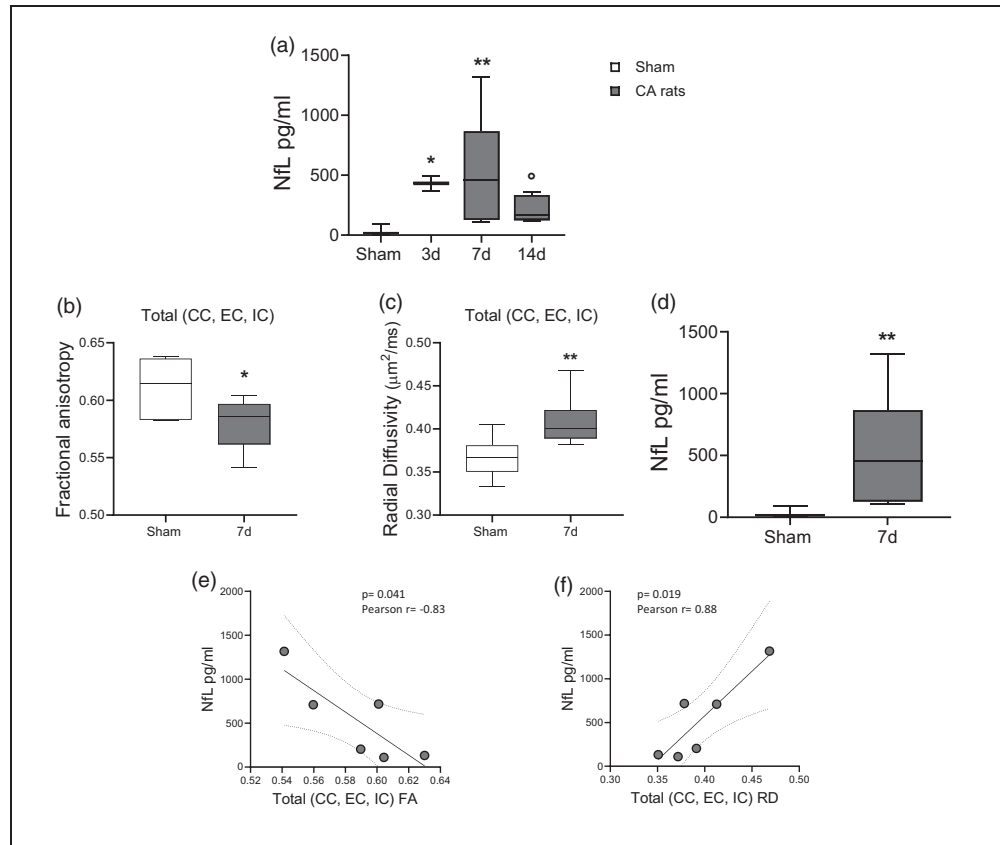 (a)
NfL pg/ml
1500
1000
500
0
**
*
Sham
3d
7d
14d
Sham
CA rats
(b)
Total (CC, EC, IC)
Fractional anisotropy
0.65
0.60
0.55
0.50
*
Sham
7d
(c)
Total (CC, EC, IC)
Radial Diffusivity (μm²/ms)
0.50
0.45
0.40
0.35
0.30
**
Sham
7d
(d)
NfL pg/ml
1500
1000
500
0
**
Sham
7d
(e)
p= 0.041
Pearson r= -0.83
NfL pg/ml
2000
1500
1000
500
0
0.52 0.54 0.56 0.58 0.60 0.62 0.64
Total (CC, EC, IC) FA
(f)
p= 0.019
Pearson r= 0.88
NfL pg/ml
2000
1500
1000
500
0
0.30 0.35 0.40 0.45 0.50
Total (CC, EC, IC) RD